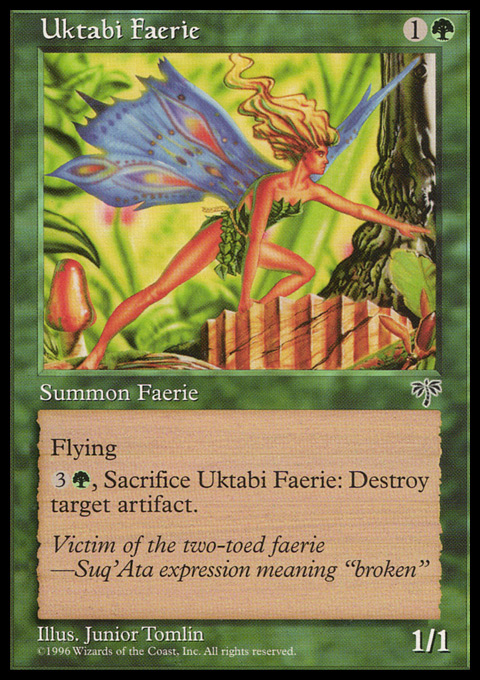 Uktabi Faerie 1
Summon Faerie
Flying
3 , Sacrifice Uktabi Faerie: Destroy
target artifact.
Victim of the two-toed faerie
—Suq'Ata expression meaning "broken"
Illus. Junior Tomlin
©1996 Wizards of the Coast, Inc. All rights reserved.
1/1